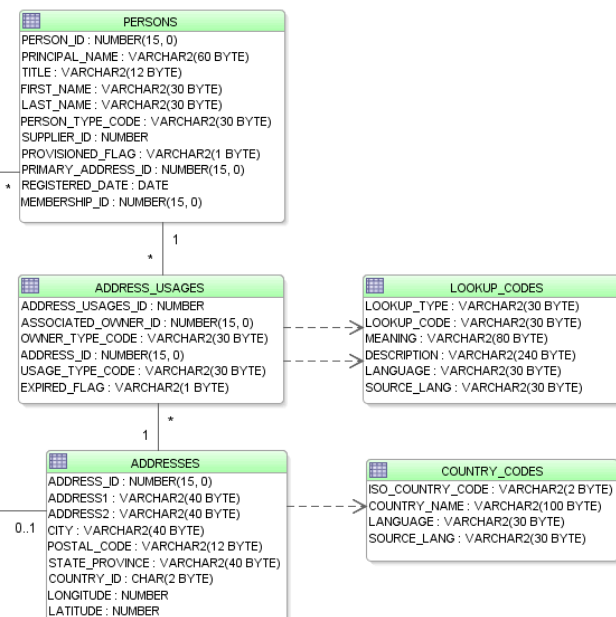 PERSONS
PERSON_ID : NUMBER(15, 0)
PRINCIPAL_NAME : VARCHAR2(60 BYTE)
TITLE : VARCHAR2(12 BYTE)
FIRST_NAME : VARCHAR2(30 BYTE)
LAST_NAME : VARCHAR2(30 BYTE)
PERSON_TYPE_CODE : VARCHAR2(30 BYTE)
SUPPLIER_ID : NUMBER
PROVISIONED_FLAG : VARCHAR2(1 BYTE)
PRIMARY_ADDRESS_ID : NUMBER(15, 0)
REGISTERED_DATE : DATE
MEMBERSHIP_ID : NUMBER(15, 0)
*
1
*
ADDRESS_USAGES
ADDRESS_USAGES_ID : NUMBER
ASSOCIATED_OWNER_ID : NUMBER(15, 0)
OWNER_TYPE_CODE : VARCHAR2(30 BYTE)
ADDRESS_ID : NUMBER(15, 0)
USAGE_TYPE_CODE : VARCHAR2(30 BYTE)
EXPIRED_FLAG : VARCHAR2(1 BYTE)
LOOKUP_CODES
LOOKUP_TYPE : VARCHAR2(30 BYTE)
LOOKUP_CODE : VARCHAR2(30 BYTE)
MEANING : VARCHAR2(80 BYTE)
DESCRIPTION : VARCHAR2(240 BYTE)
LANGUAGE : VARCHAR2(30 BYTE)
SOURCE_LANG : VARCHAR2(30 BYTE)
*
1
ADDRESSES
ADDRESS_ID : NUMBER(15, 0)
ADDRESS1 : VARCHAR2(40 BYTE)
ADDRESS2 : VARCHAR2(40 BYTE)
CITY : VARCHAR2(40 BYTE)
POSTAL_CODE : VARCHAR2(12 BYTE)
STATE_PROVINCE : VARCHAR2(40 BYTE)
COUNTRY_ID : CHAR(2 BYTE)
LONGITUDE : NUMBER
LATITUDE : NUMBER
0..1
COUNTRY_CODES
ISO_COUNTRY_CODE : VARCHAR2(2 BYTE)
COUNTRY_NAME : VARCHAR2(100 BYTE)
LANGUAGE : VARCHAR2(30 BYTE)
SOURCE_LANG : VARCHAR2(30 BYTE)